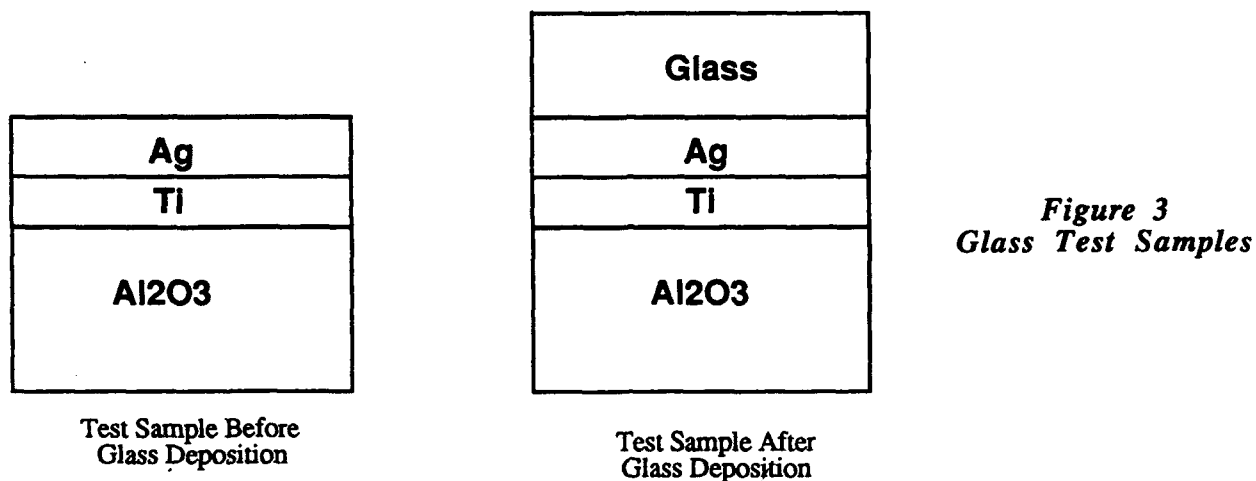 Ag
Ti
Al2O3
Test Sample Before
Glass Deposition
Glass
Ag
Ti
Al2O3
Test Sample After
Glass Deposition
Figure 3
Glass Test Samples